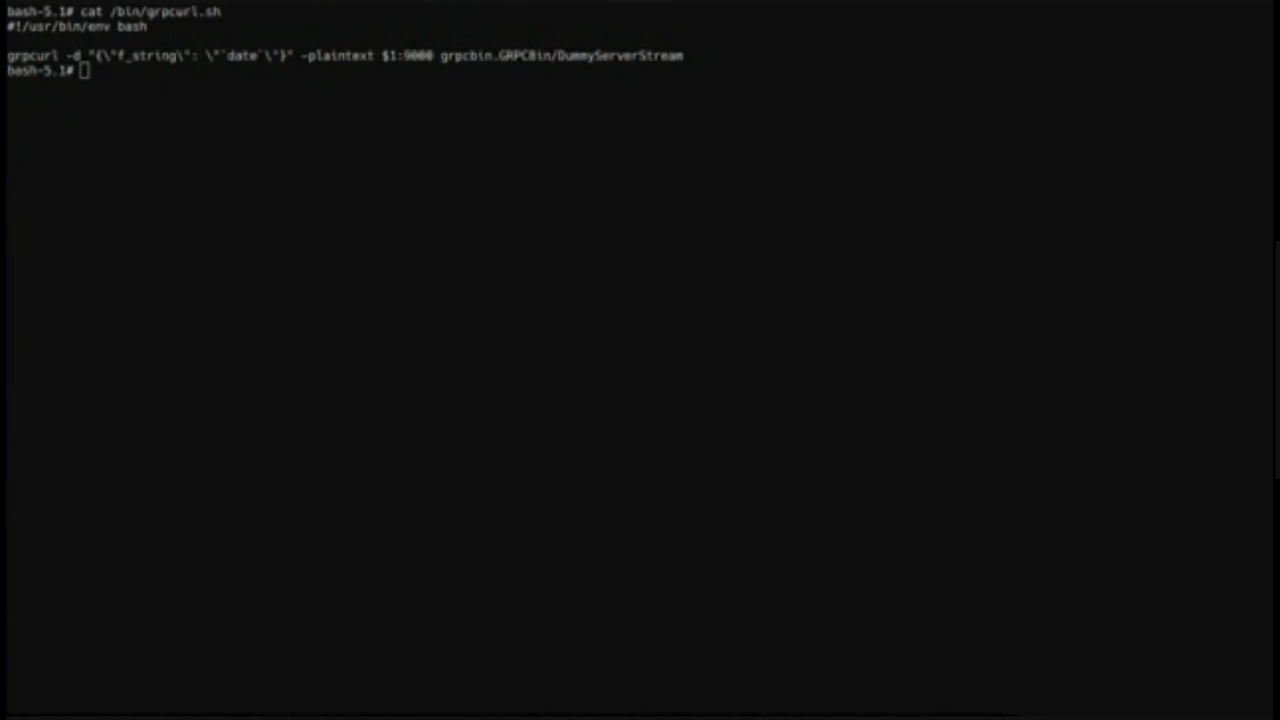 bash-5.1# cat /bin/grpcurl.sh
#!/usr/bin/env bash
grpcurl -d "{\"f_string\": \"`date`\"}" -plaintext $1:9000 grpcbin.GRPCBin/DummyServerStream
bash-5.1#